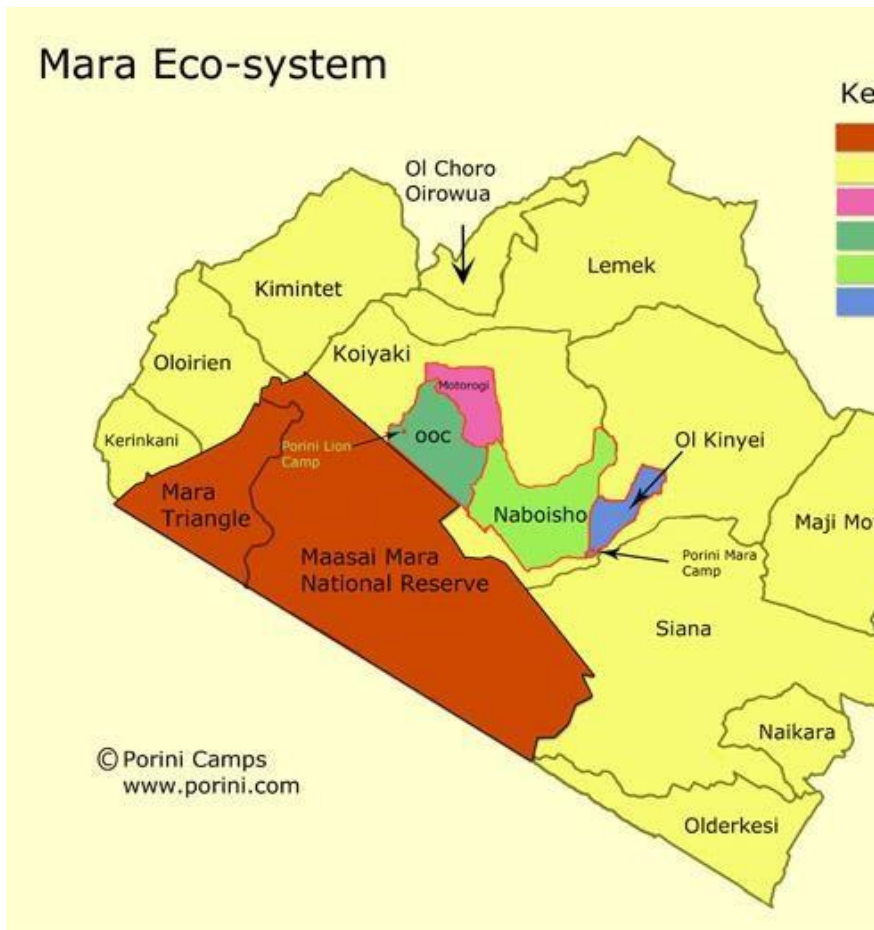 Mara Eco-system
Ke
Ol Choro
Oirowua
Lemek
Kimintet
Koiyaki
Oloirien
Motorogi
Kerinkani
OOC
Ol Kinyei
Porini Lion
Camp
Mara
Triangle
Naboisho
Maji Mo
Maasai Mara
National Reserve
Porini Mara
Camp
Siana
Naikara
© Porini Camps
www.porini.com
Olderkesi